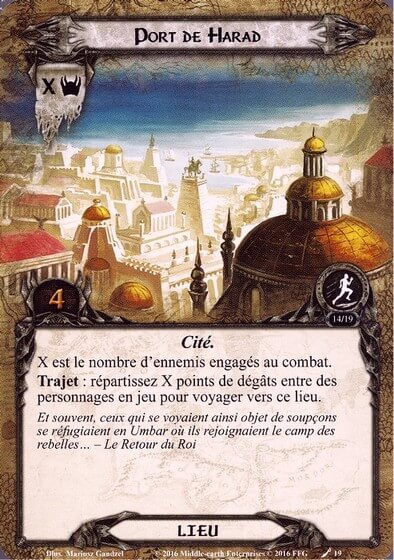 Port de Harad
X
4
14/19
Cité.
X est le nombre d'ennemis engagés au combat.
Trajet : répartissez X points de dégâts entre des
personnages en jeu pour voyager vers ce lieu.
Et souvent, ceux qui se voyaient ainsi objet de soupçons
se réfugiaient en Umbar où ils rejoignaient le camp des
rebelles… – Le Retour du Roi
LIEU
Illus. Mariusz Gandzel
© 2016 Middle-earth Enterprises © 2016 FFG
19